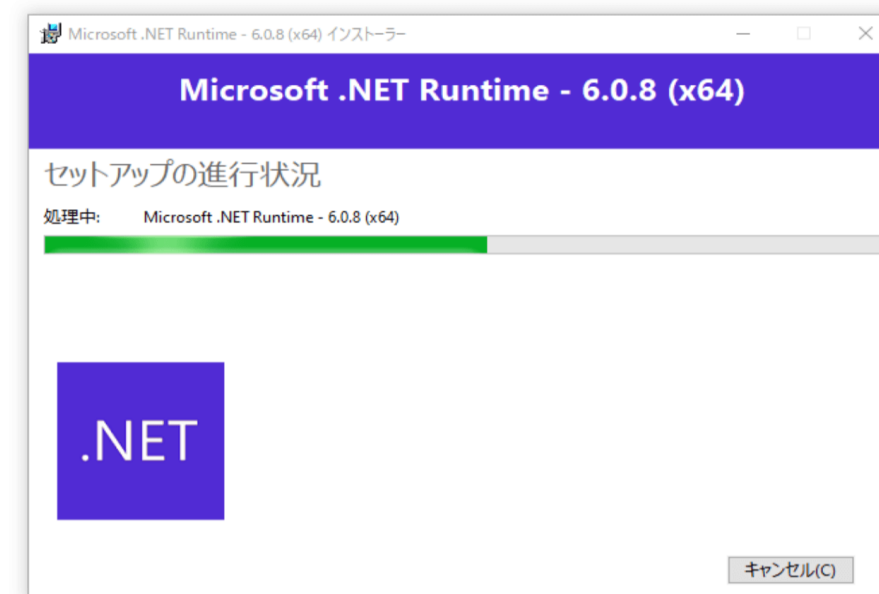 Microsoft .NET Runtime - 6.0.8 (x64) インストーラー
Microsoft .NET Runtime - 6.0.8 (x64)
セットアップの進行状況
処理中: Microsoft .NET Runtime - 6.0.8 (x64)
.NET
キャンセル(C)